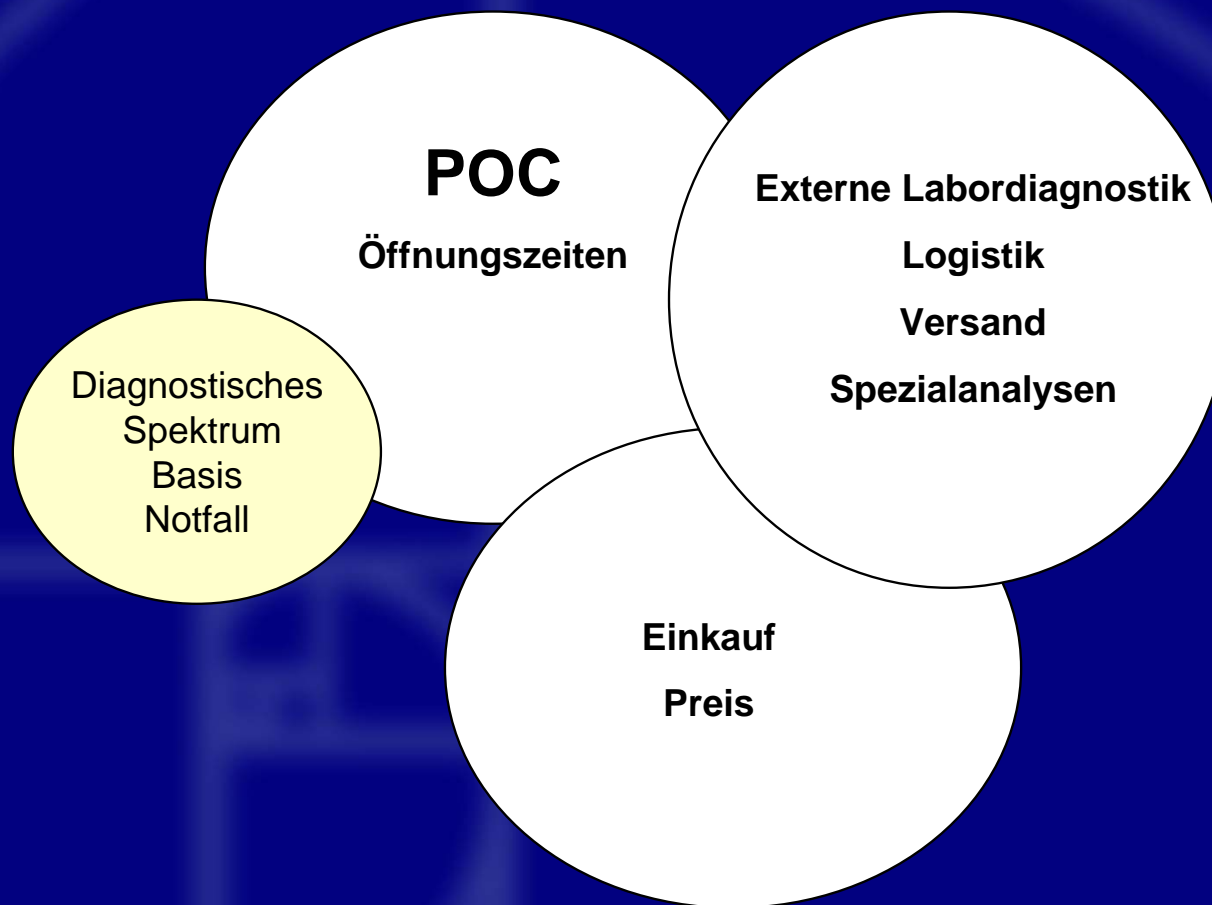 POC
Öffnungszeiten
Externe Labordiagnostik
Logistik
Versand
Spezialanalysen
Diagnostisches
Spektrum
Basis
Notfall
Einkauf
Preis